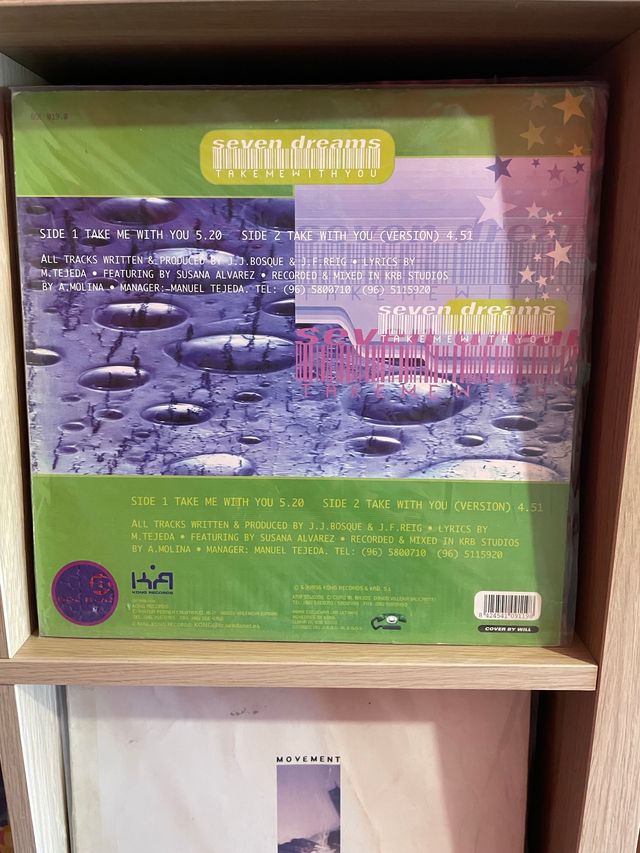 seven dreams
TAKEMEWITHYOU
SIDE 1 TAKE ME WITH YOU 5.20 SIDE 2 TAKE WITH YOU (VERSION) 4.51
ALL TRACKS WRITTEN & PRODUCED BY J.J.BOSQUE & J.F.REIG • LYRICS BY
M.TEJEDA • FEATURING BY SUSANA ALVAREZ • RECORDED & MIXED IN KRB STUDIOS
BY A.MOLINA • MANAGER: MANUEL TEJEDA. TEL: (96) 5800710 (96) 5115920
seven dreams
TAKEMEWITHYOU
SIDE 1 TAKE ME WITH YOU 5.20 SIDE 2 TAKE WITH YOU (VERSION) 4.51
ALL TRACKS WRITTEN & PRODUCED BY J.J.BOSQUE & J.F.REIG • LYRICS BY
M.TEJEDA • FEATURING BY SUSANA ALVAREZ • RECORDED & MIXED IN KRB STUDIOS
BY A.MOLINA • MANAGER: MANUEL TEJEDA. TEL: (96) 5800710 (96) 5115920
KONG RECORDS
KONG RECORDS
COVER BY WILL
MOVEMENT